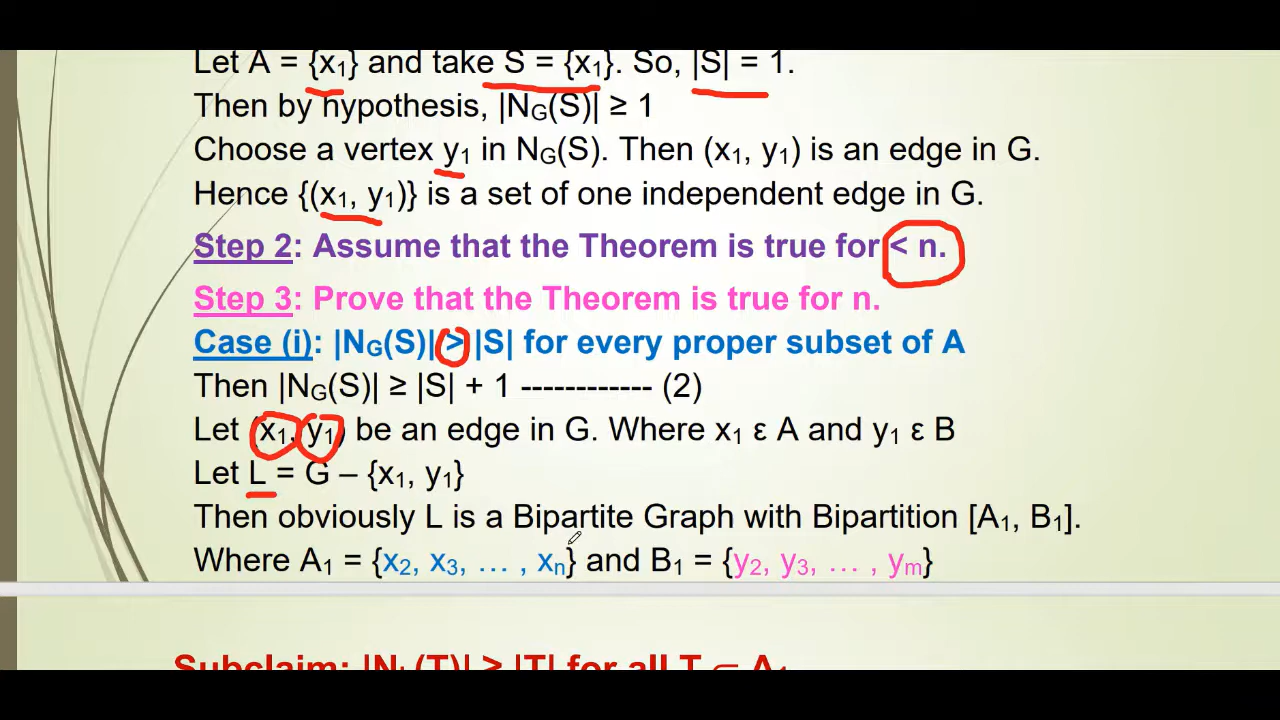 Let A = {x₁} and take S = {x₁}. So, |S| = 1.
Then by hypothesis, |N_G(S)| ≥ 1
Choose a vertex y₁ in N_G(S). Then (x₁, y₁) is an edge in G.
Hence {(x₁, y₁)} is a set of one independent edge in G.
Step 2: Assume that the Theorem is true for < n.
Step 3: Prove that the Theorem is true for n.
Case (i): |N_G(S)| > |S| for every proper subset of A
Then |N_G(S)| ≥ |S| + 1 ------------ (2)
Let (x₁, y₁) be an edge in G. Where x₁ ε A and y₁ ε B
Let L = G – {x₁, y₁}
Then obviously L is a Bipartite Graph with Bipartition [A₁, B₁].
Where A₁ = {x₂, x₃, … , xₙ} and B₁ = {y₂, y₃, … , yₘ}
Subclaim: |N_L(T)| ≥ |T| for all T ⊂ A₁